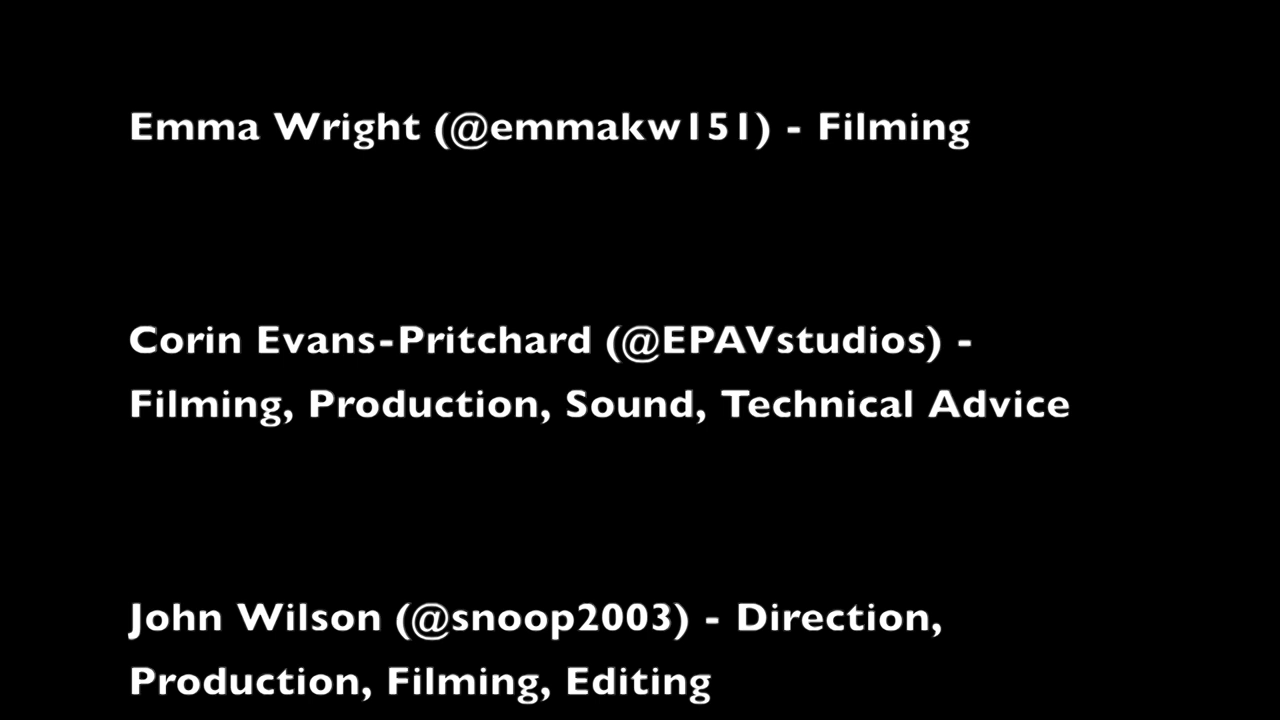 Emma Wright (@emmakw151) - Filming
Corin Evans-Pritchard (@EPAVstudios) -
Filming, Production, Sound, Technical Advice
John Wilson (@snoop2003) - Direction,
Production, Filming, Editing